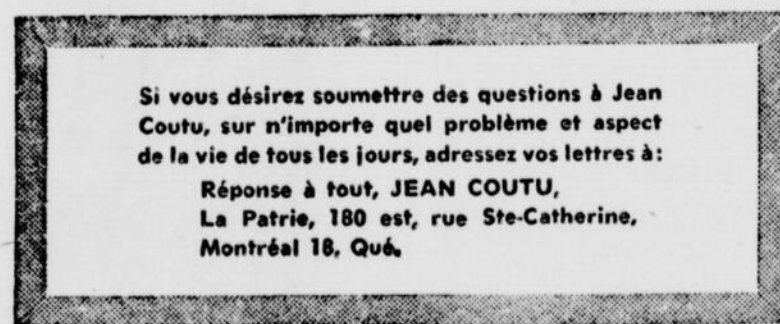 Si vous désirez soumettre des questions à Jean
Coutu, sur n'importe quel problème et aspect
de la vie de tous les jours, adressez vos lettres à:
Réponse à tout, JEAN COUTU,
La Patrie, 180 est, rue Ste-Catherine,
Montréal 18, Qué.